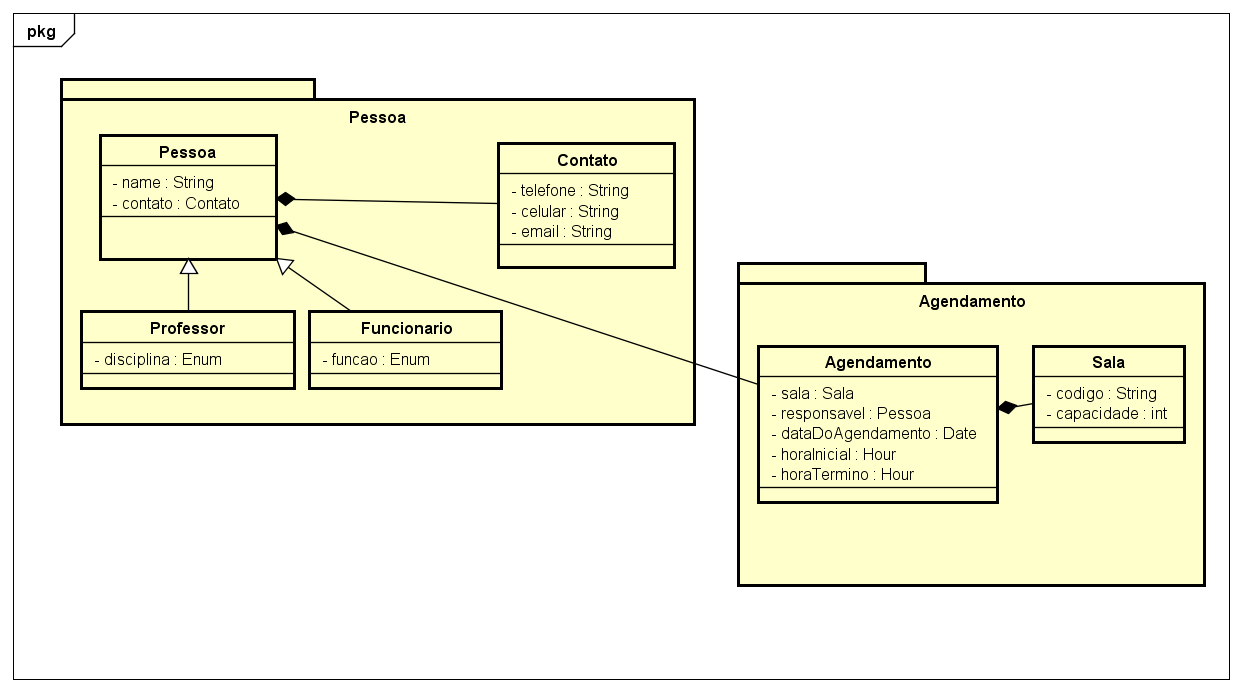 pkg
Pessoa
Pessoa
- name : String
- contato : Contato
Contato
- telefone : String
- celular : String
- email : String
Professor
- disciplina : Enum
Funcionario
- funcao : Enum
Agendamento
Agendamento
- sala : Sala
- responsavel : Pessoa
- dataDoAgendamento : Date
- horaInicial : Hour
- horaTermino : Hour
Sala
- codigo : String
- capacidade : int